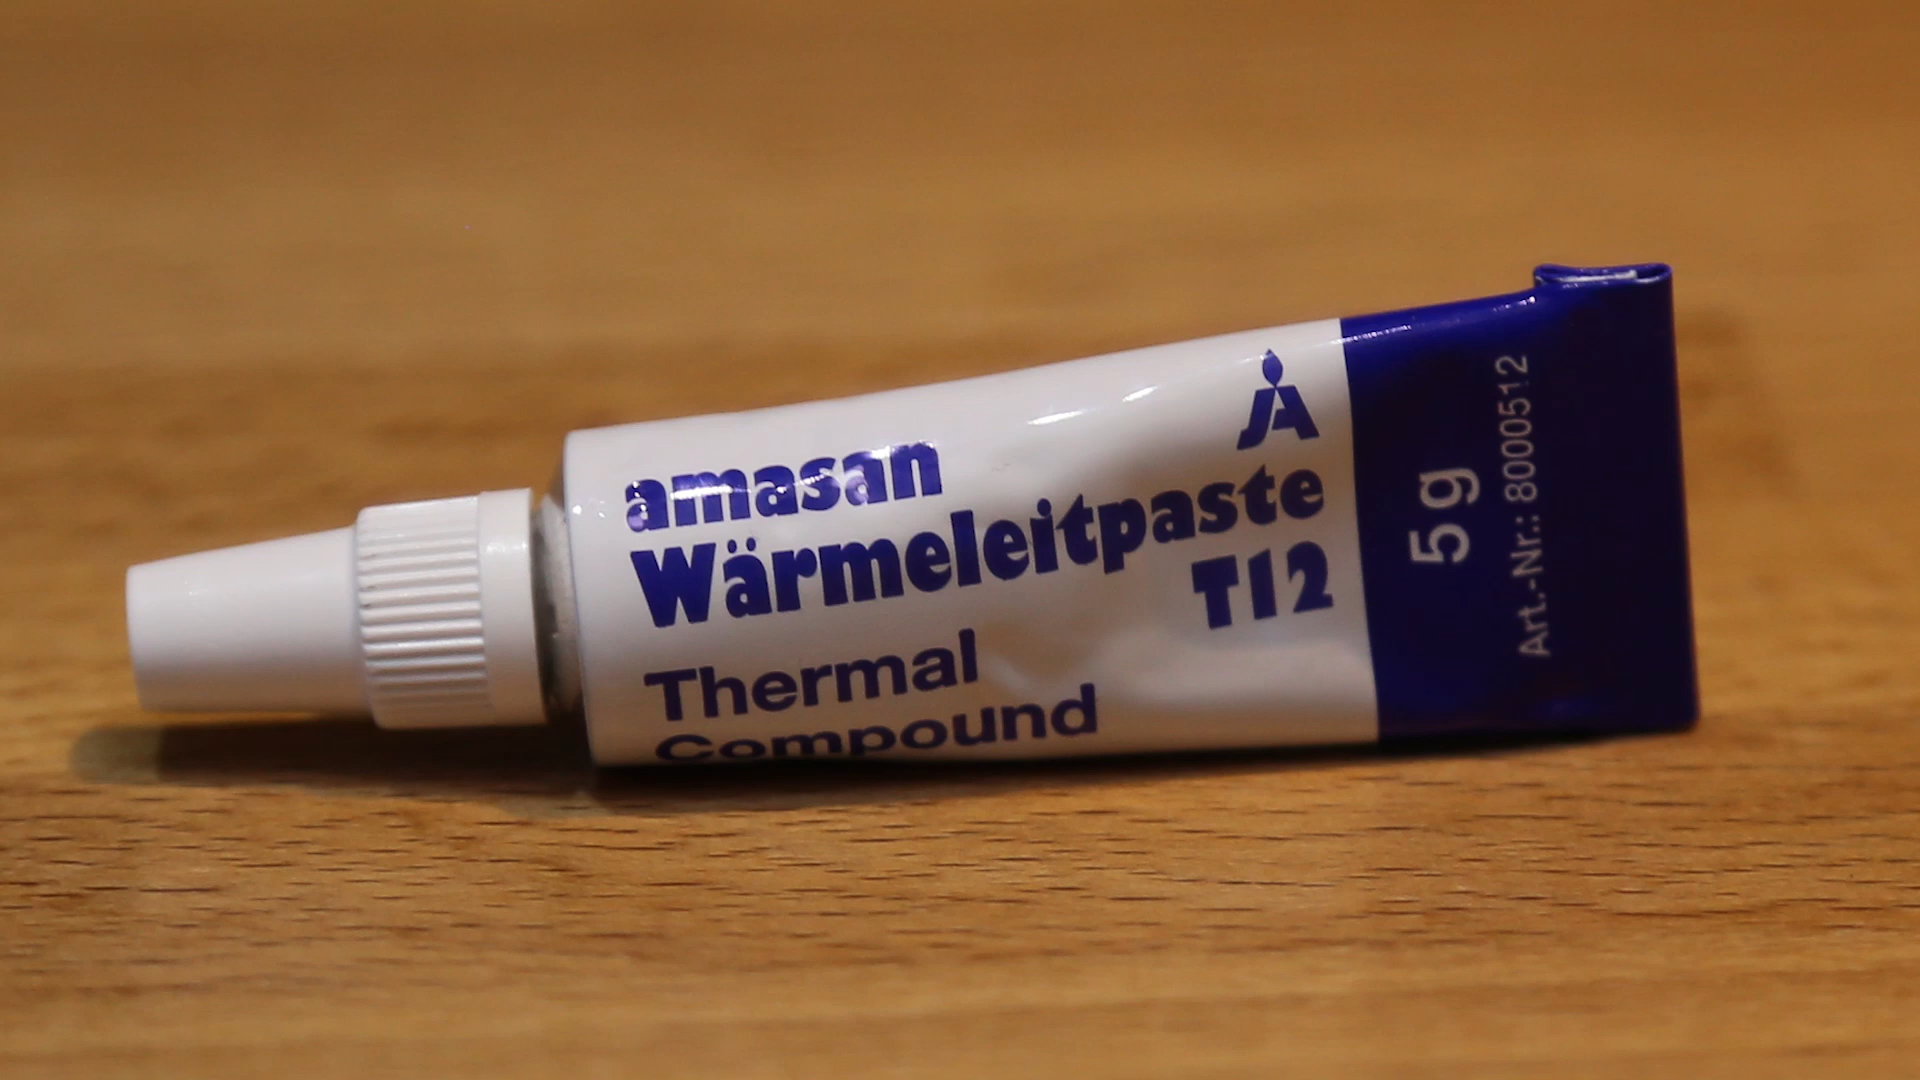 amasan
Wärmeleitpaste
T12
Thermal
Compound
5g
Art.-Nr.: 8000512